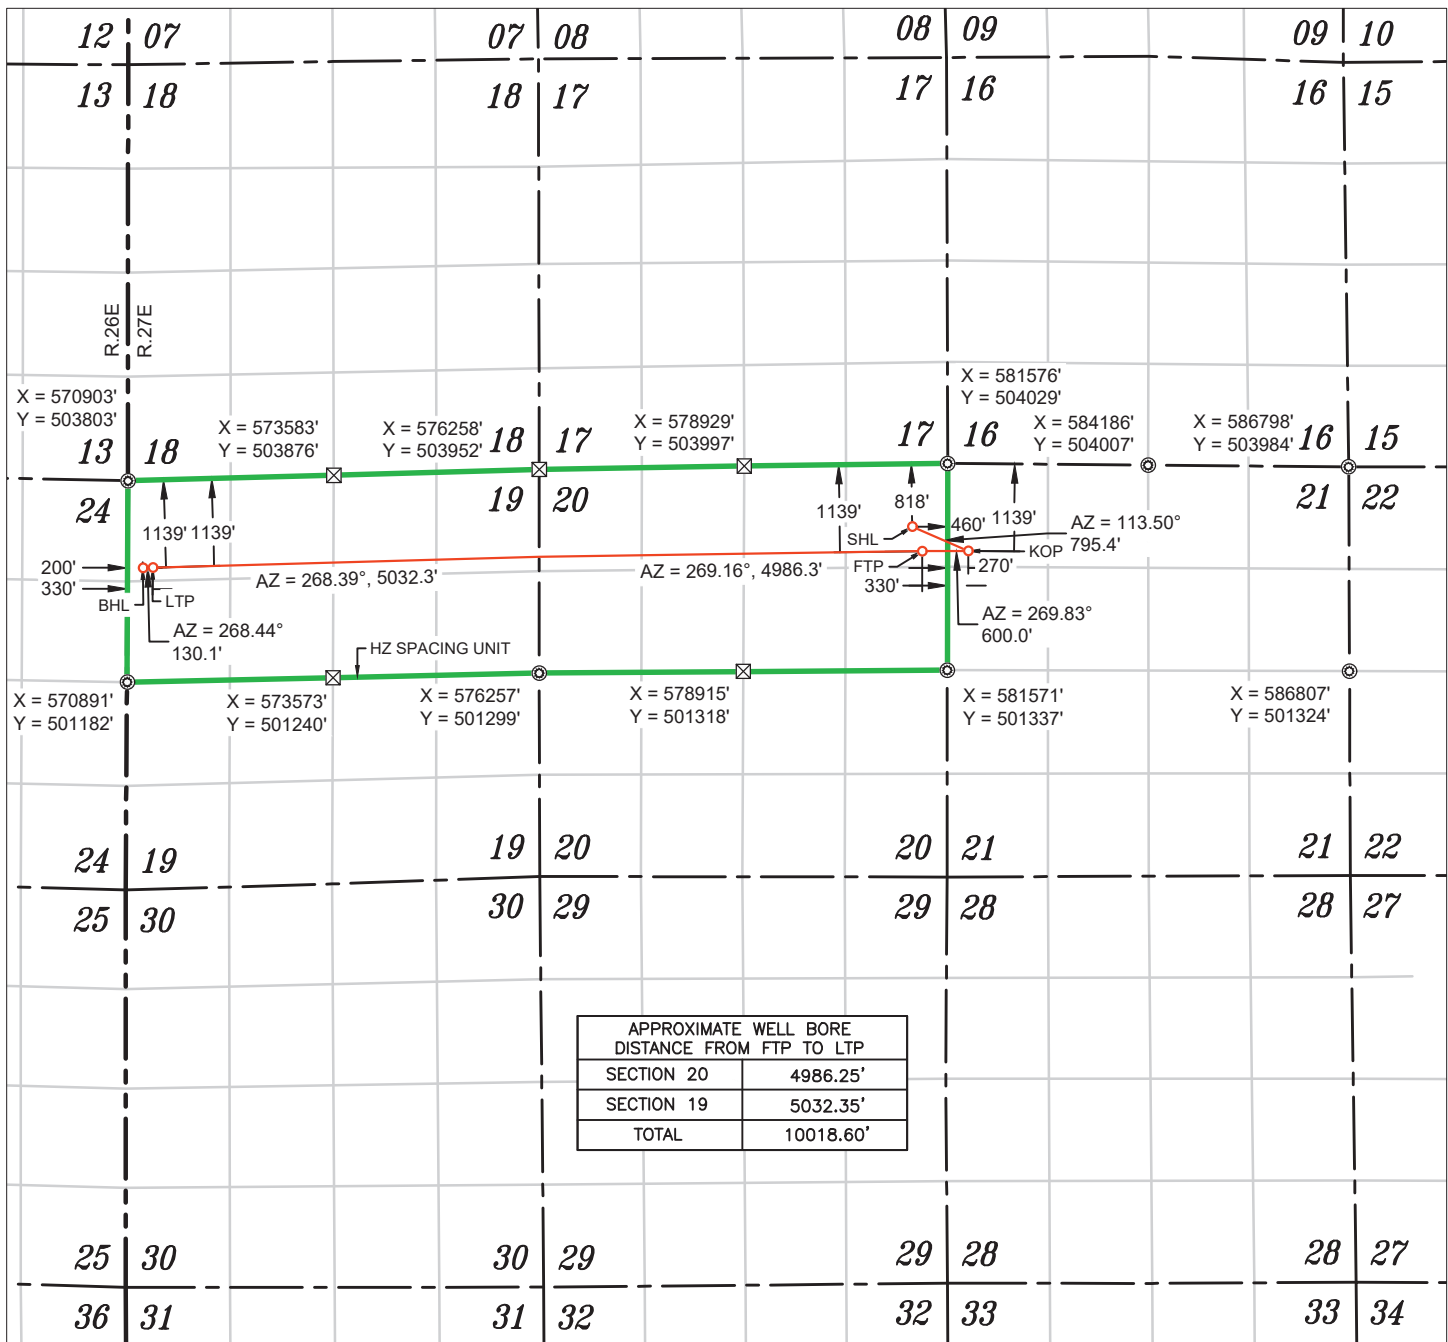 12 07
07 08
08 09
09 10
13 18
18 17
17 16
16 15
R.26E
R.27E
X = 570903'
Y = 503803'
X = 573583'
Y = 503876'
X = 576258'
Y = 503952'
X = 578929'
Y = 503997'
X = 581576'
Y = 504029'
X = 584186'
Y = 504007'
X = 586798'
Y = 503984'
13 18
18 17
17 16
16 15
24
19 20
21 22
1139'
1139'
1139'
818'
460'
1139'
AZ = 113.50°
795.4'
SHL
KOP
FTP
270'
330'
200'
330'
BHL
LTP
AZ = 268.39°, 5032.3'
AZ = 269.16°, 4986.3'
AZ = 268.44°
130.1'
AZ = 269.83°
600.0'
HZ SPACING UNIT
X = 570891'
Y = 501182'
X = 573573'
Y = 501240'
X = 576257'
Y = 501299'
X = 578915'
Y = 501318'
X = 581571'
Y = 501337'
X = 586807'
Y = 501324'
24 19
19 20
20 21
21 22
25 30
30 29
29 28
28 27
APPROXIMATE WELL BORE
DISTANCE FROM FTP TO LTP
SECTION 20 4986.25'
SECTION 19 5032.35'
TOTAL 10018.60'
25 30
30 29
29 28
28 27
36 31
31 32
32 33
33 34